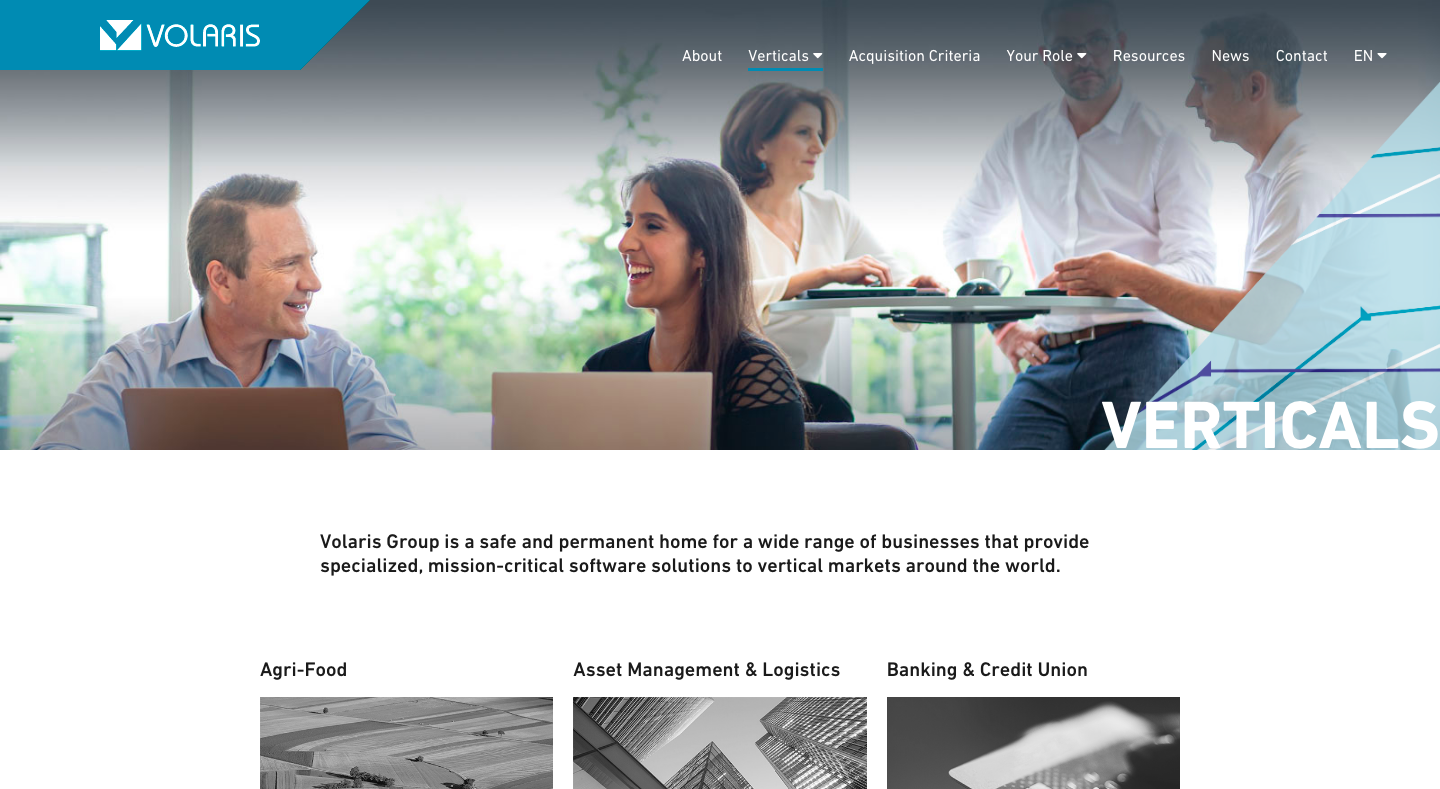 VOLARIS
About Verticals Acquisition Criteria Your Role Resources News Contact EN
VERTICALS
Volaris Group is a safe and permanent home for a wide range of businesses that provide
specialized, mission-critical software solutions to vertical markets around the world.
Agri-Food
Asset Management & Logistics
Banking & Credit Union